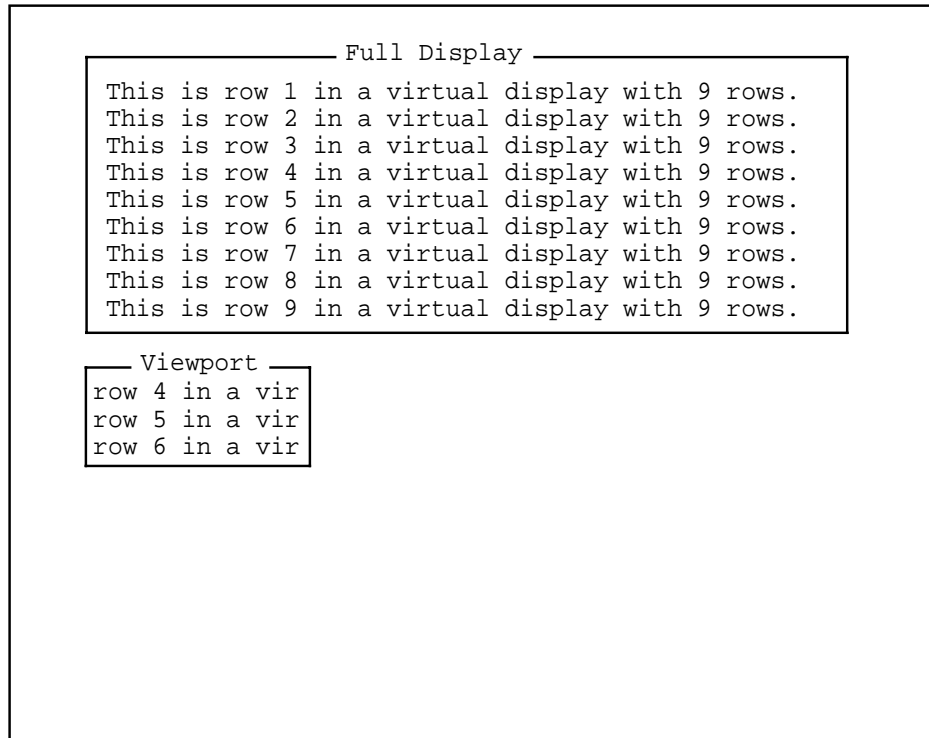 Full Display
This is row 1 in a virtual display with 9 rows.
This is row 2 in a virtual display with 9 rows.
This is row 3 in a virtual display with 9 rows.
This is row 4 in a virtual display with 9 rows.
This is row 5 in a virtual display with 9 rows.
This is row 6 in a virtual display with 9 rows.
This is row 7 in a virtual display with 9 rows.
This is row 8 in a virtual display with 9 rows.
This is row 9 in a virtual display with 9 rows.
Viewport
row 4 in a vir
row 5 in a vir
row 6 in a vir